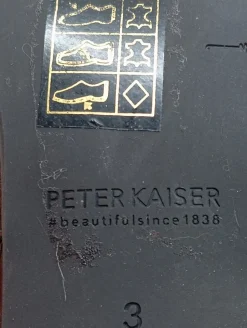 PETER KAISER
#beautifulsince1838
3